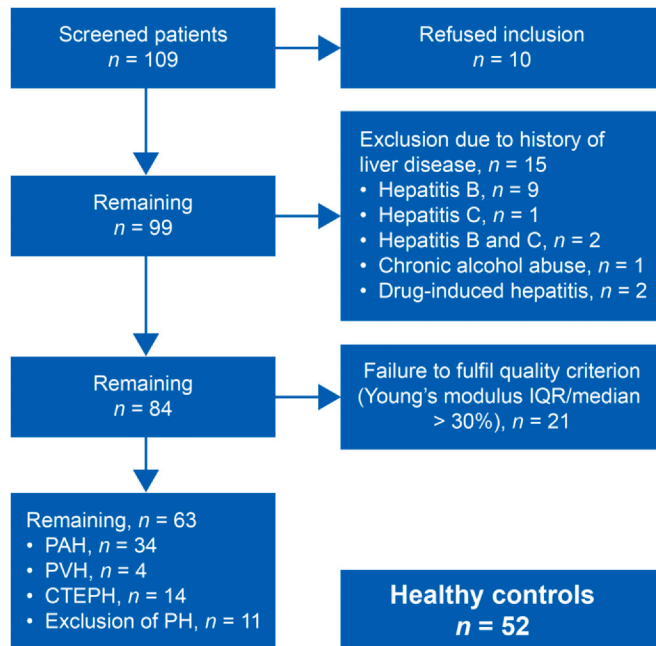 Screened patients
n = 109
Refused inclusion
n = 10
Exclusion due to history of
liver disease, n = 15
• Hepatitis B, n = 9
• Hepatitis C, n = 1
• Hepatitis B and C, n = 2
• Chronic alcohol abuse, n = 1
• Drug-induced hepatitis, n = 2
Remaining
n = 99
Remaining
n = 84
Failure to fulfil quality criterion
(Young's modulus IQR/median
> 30%), n = 21
Remaining, n = 63
• PAH, n = 34
• PVH, n = 4
• CTEPH, n = 14
• Exclusion of PH, n = 11
Healthy controls
n = 52